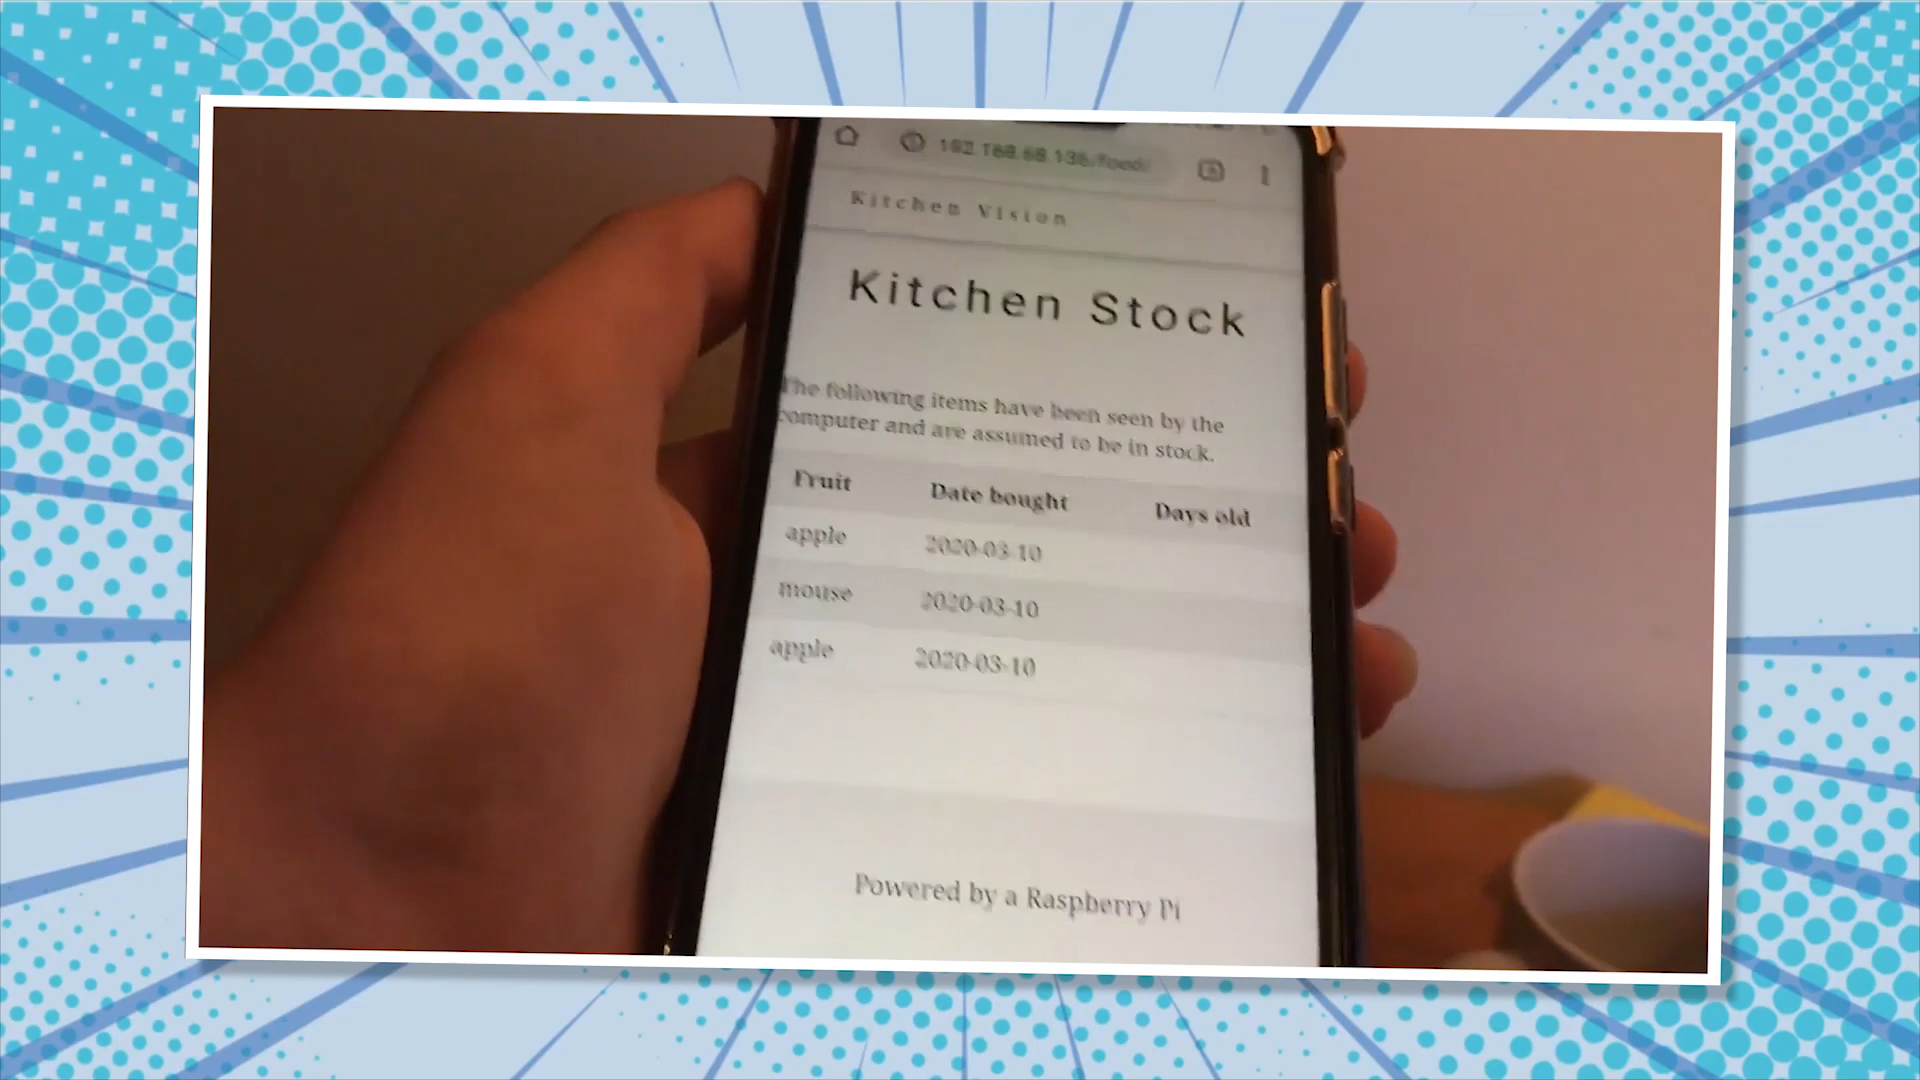 Kitchen Vision
Kitchen Stock
The following items have been seen by the
computer and are assumed to be in stock.
Fruit Date bought Days old
apple 2020-03-10
mouse 2020-03-10
apple 2020-03-10
Powered by a Raspberry Pi